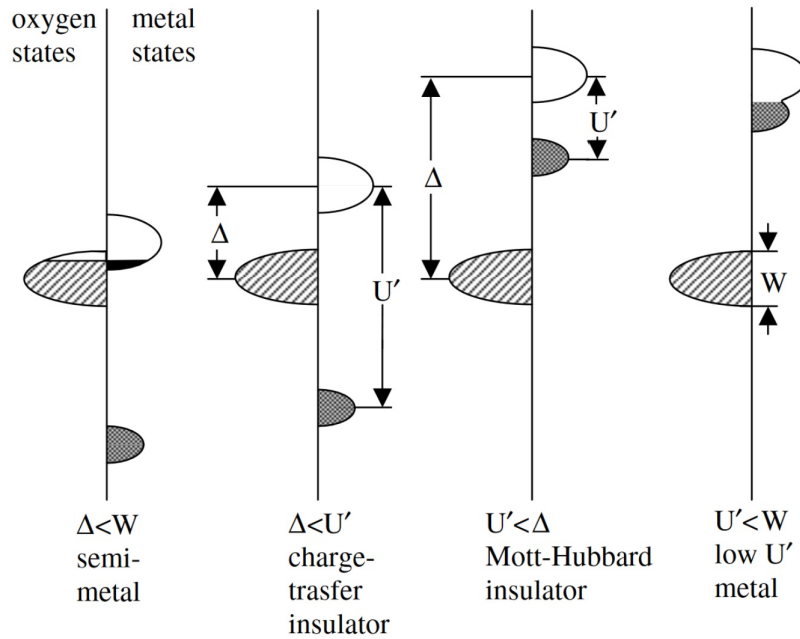 oxygen states
metal states
Δ
U′
Δ
U′
W
Δ<W
semi-
metal
Δ<U′
charge-
trasfer
insulator
U′<Δ
Mott-Hubbard
insulator
U′<W
low U′
metal